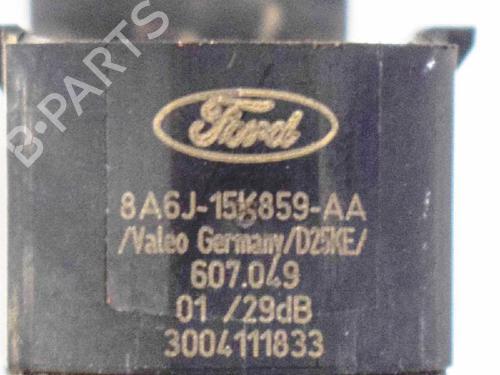 B-PARTS
Ford
8A6J-15K859-AA
/Valeo Germany/D25KE/
607.049
01 /29dB
3004111833